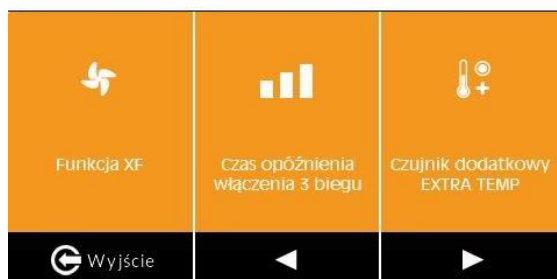 Funkcja XF
Czas opóźnienia
włączenia 3 biegu
Czujnik dodatkowy
EXTRA TEMP
Wyjście